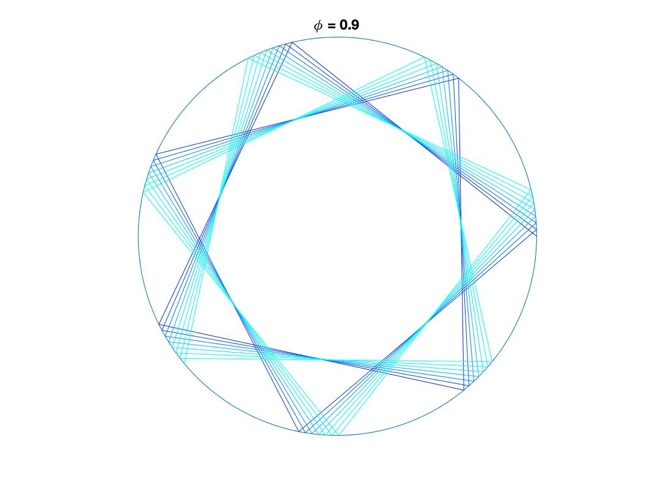 ϕ = 0.9